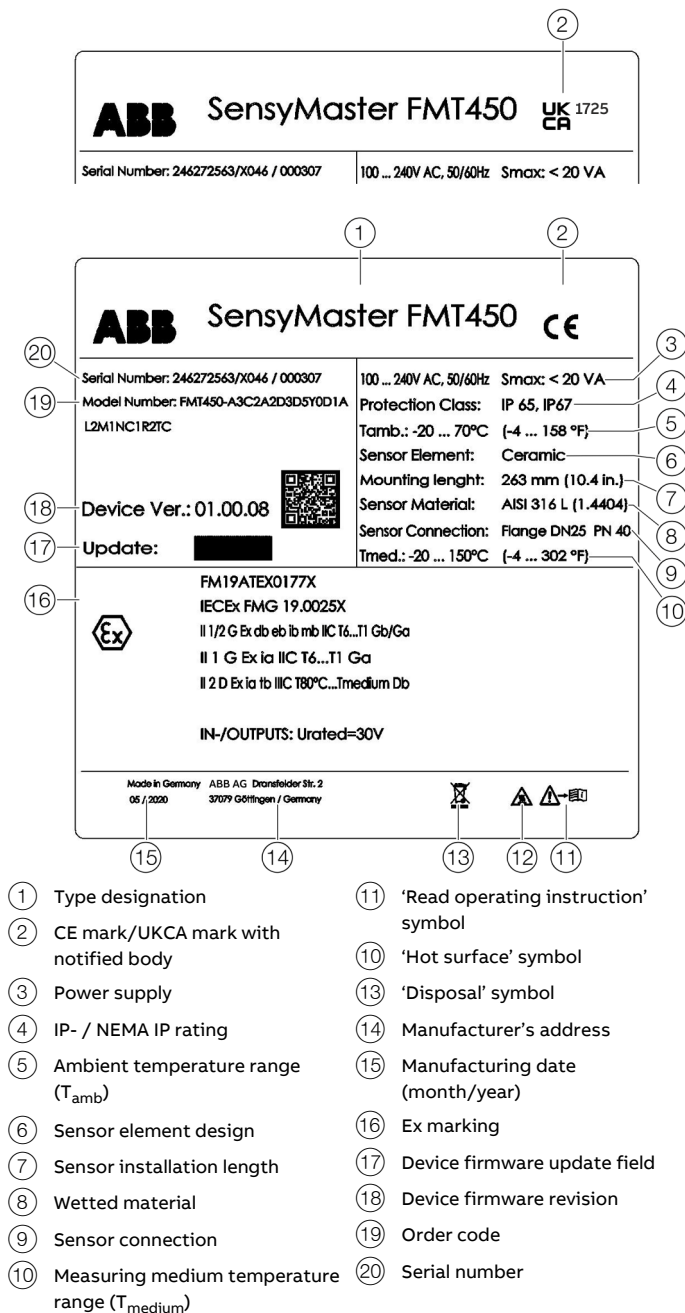 ②
ABB SensyMaster FMT450 UK CA 1725
Serial Number: 246272563/X046 / 000307 100 ... 240V AC, 50/60Hz Smax: < 20 VA
① ②
ABB SensyMaster FMT450 CE
⑳ ③
Serial Number: 246272563/X046 / 000307 100 ... 240V AC, 50/60Hz Smax: < 20 VA
⑲ ④
Model Number: FMT450-A3C2A2D3D5Y0D1A Protection Class: IP 65, IP67
L2M1NC1R2TC Tamb.: -20 ... 70°C (-4 ... 158 °F) ⑤
Sensor Element: Ceramic ⑥
Mounting lenght: 263 mm (10.4 in.) ⑦
⑱ Device Ver.: 01.00.08 Sensor Material: AISI 316 L (1.4404) ⑧
Sensor Connection: Flange DN25 PN 40 ⑨
⑰ Update: Tmed.: -20 ... 150°C (-4 ... 302 °F) ⑩
⑯ FM19ATEX0177X
IECEx FMG 19.0025X
Ex
II 1/2 G Ex db eb ib mb IIC T6...T1 Gb/Ga
II 1 G Ex ia IIC T6...T1 Ga
II 2 D Ex ia tb IIIC T80°C...Tmedium Db
IN-/OUTPUTS: Urated=30V
Made in Germany ABB AG Dransfelder Str. 2
05 / 2020 37079 Göttingen / Germany
⑮ ⑭ ⑬ ⑫ ⑪
① Type designation
② CE mark/UKCA mark with
notified body
③ Power supply
④ IP- / NEMA IP rating
⑤ Ambient temperature range
(Tamb)
⑥ Sensor element design
⑦ Sensor installation length
⑧ Wetted material
⑨ Sensor connection
⑩ Measuring medium temperature
range (Tmedium)
⑪ ‘Read operating instruction’
symbol
⑩ ‘Hot surface’ symbol
⑬ ‘Disposal’ symbol
⑭ Manufacturer’s address
⑮ Manufacturing date
(month/year)
⑯ Ex marking
⑰ Device firmware update field
⑱ Device firmware revision
⑲ Order code
⑳ Serial number